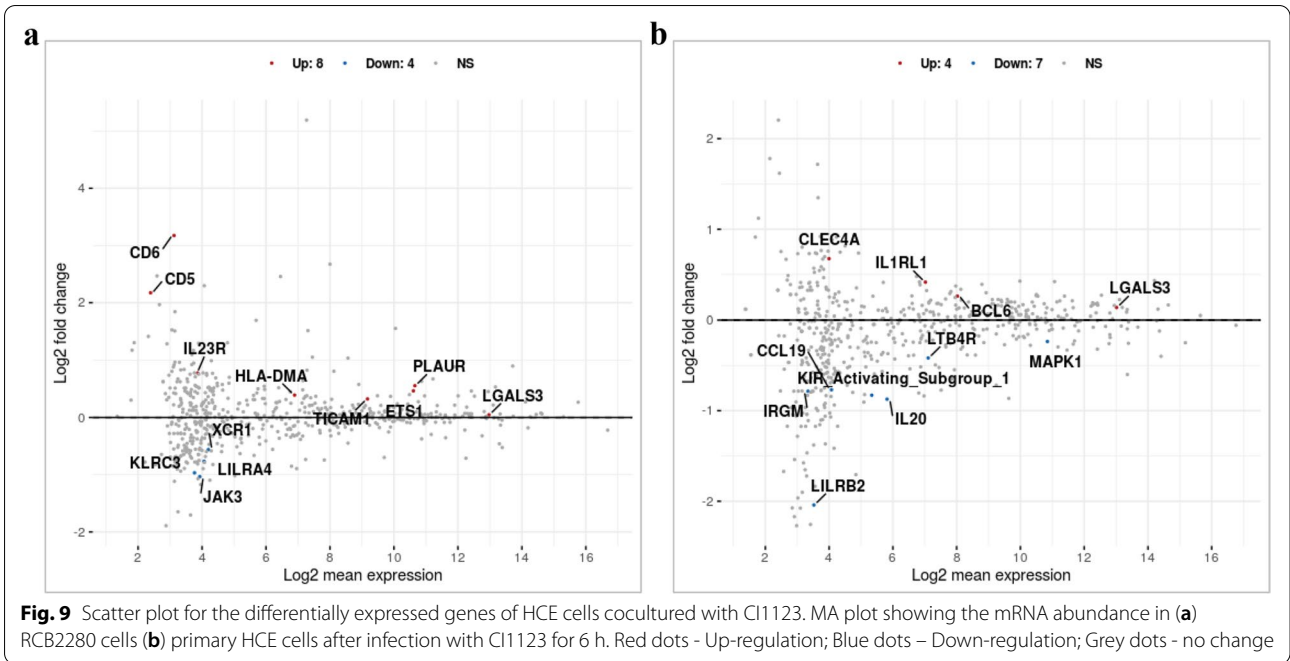 a
Up: 8 Down: 4 NS
Log2 fold change
4
2
0
-2
CD6
CD5
IL23R
HLA-DMA
PLAUR
TICAM1
ETS1
LGALS3
XCR1
KLRC3
LILRA4
JAK3
2 4 6 8 10 12 14 16
Log2 mean expression
b
Up: 4 Down: 7 NS
Log2 fold change
2
1
0
-1
-2
CLEC4A
IL1RL1
LGALS3
BCL6
LTB4R
CCL19
MAPK1
KIR_Activating_Subgroup_1
IRGM
IL20
LILRB2
2 4 6 8 10 12 14 16
Log2 mean expression
Fig. 9 Scatter plot for the differentially expressed genes of HCE cells cocultured with CI1123. MA plot showing the mRNA abundance in (a)
RCB2280 cells (b) primary HCE cells after infection with CI1123 for 6 h. Red dots - Up-regulation; Blue dots – Down-regulation; Grey dots - no change